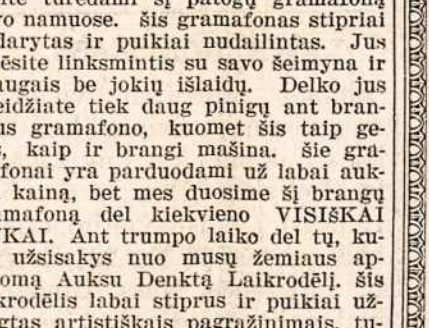 turėdami šį patogų gramafoną
namuose. šis gramafonas stipriai
darytas ir puikiai nudailintas. Jus
ėsite linksmintis su savo šeimyna ir
augais be jokių išlaidų. Delko jus
eidžiate tiek daug pinigų ant bran-
us gramafono, kuomet šis taip ge-
s, kaip ir brangi mašina. šie gra-
fonai yra parduodami už labai auk-
kainą, bet mes duosime šį brangų
amafoną del kiekvieno VISIŠKAI
KAI. Ant trumpo laiko del tų, ku-
užsisakys nuo musų žemiaus ap-
omą Auksu Denktą Laikrodėlį. šis
krodėlis labai stiprus ir puikiai už-
gtas artistiškais pagražinimais, tu-